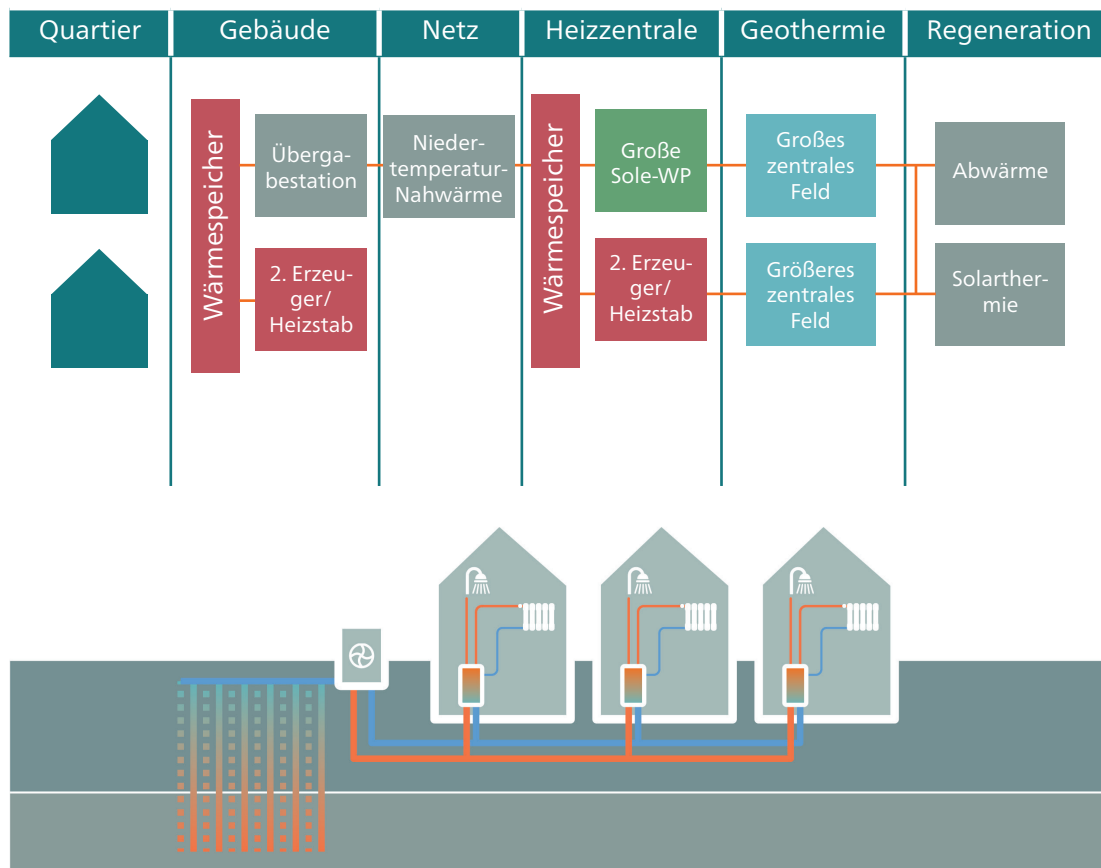 Quartier
Gebäude
Netz
Heizzentrale
Geothermie
Regeneration
Wärmespeicher
Überga-
bestation
2. Erzeu-
ger/
Heizstab
Nieder-
temperatur-
Nahwärme
Wärmespeicher
Große
Sole-WP
2. Erzeu-
ger/
Heizstab
Großes
zentrales
Feld
Größeres
zentrales
Feld
Abwärme
Solarther-
mie